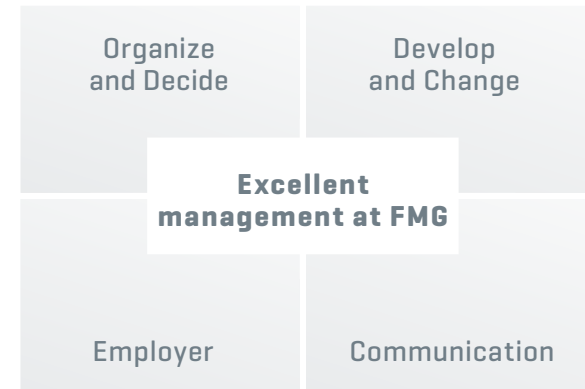 Organize
and Decide
Develop
and Change
Excellent
management at FMG
Employer
Communication